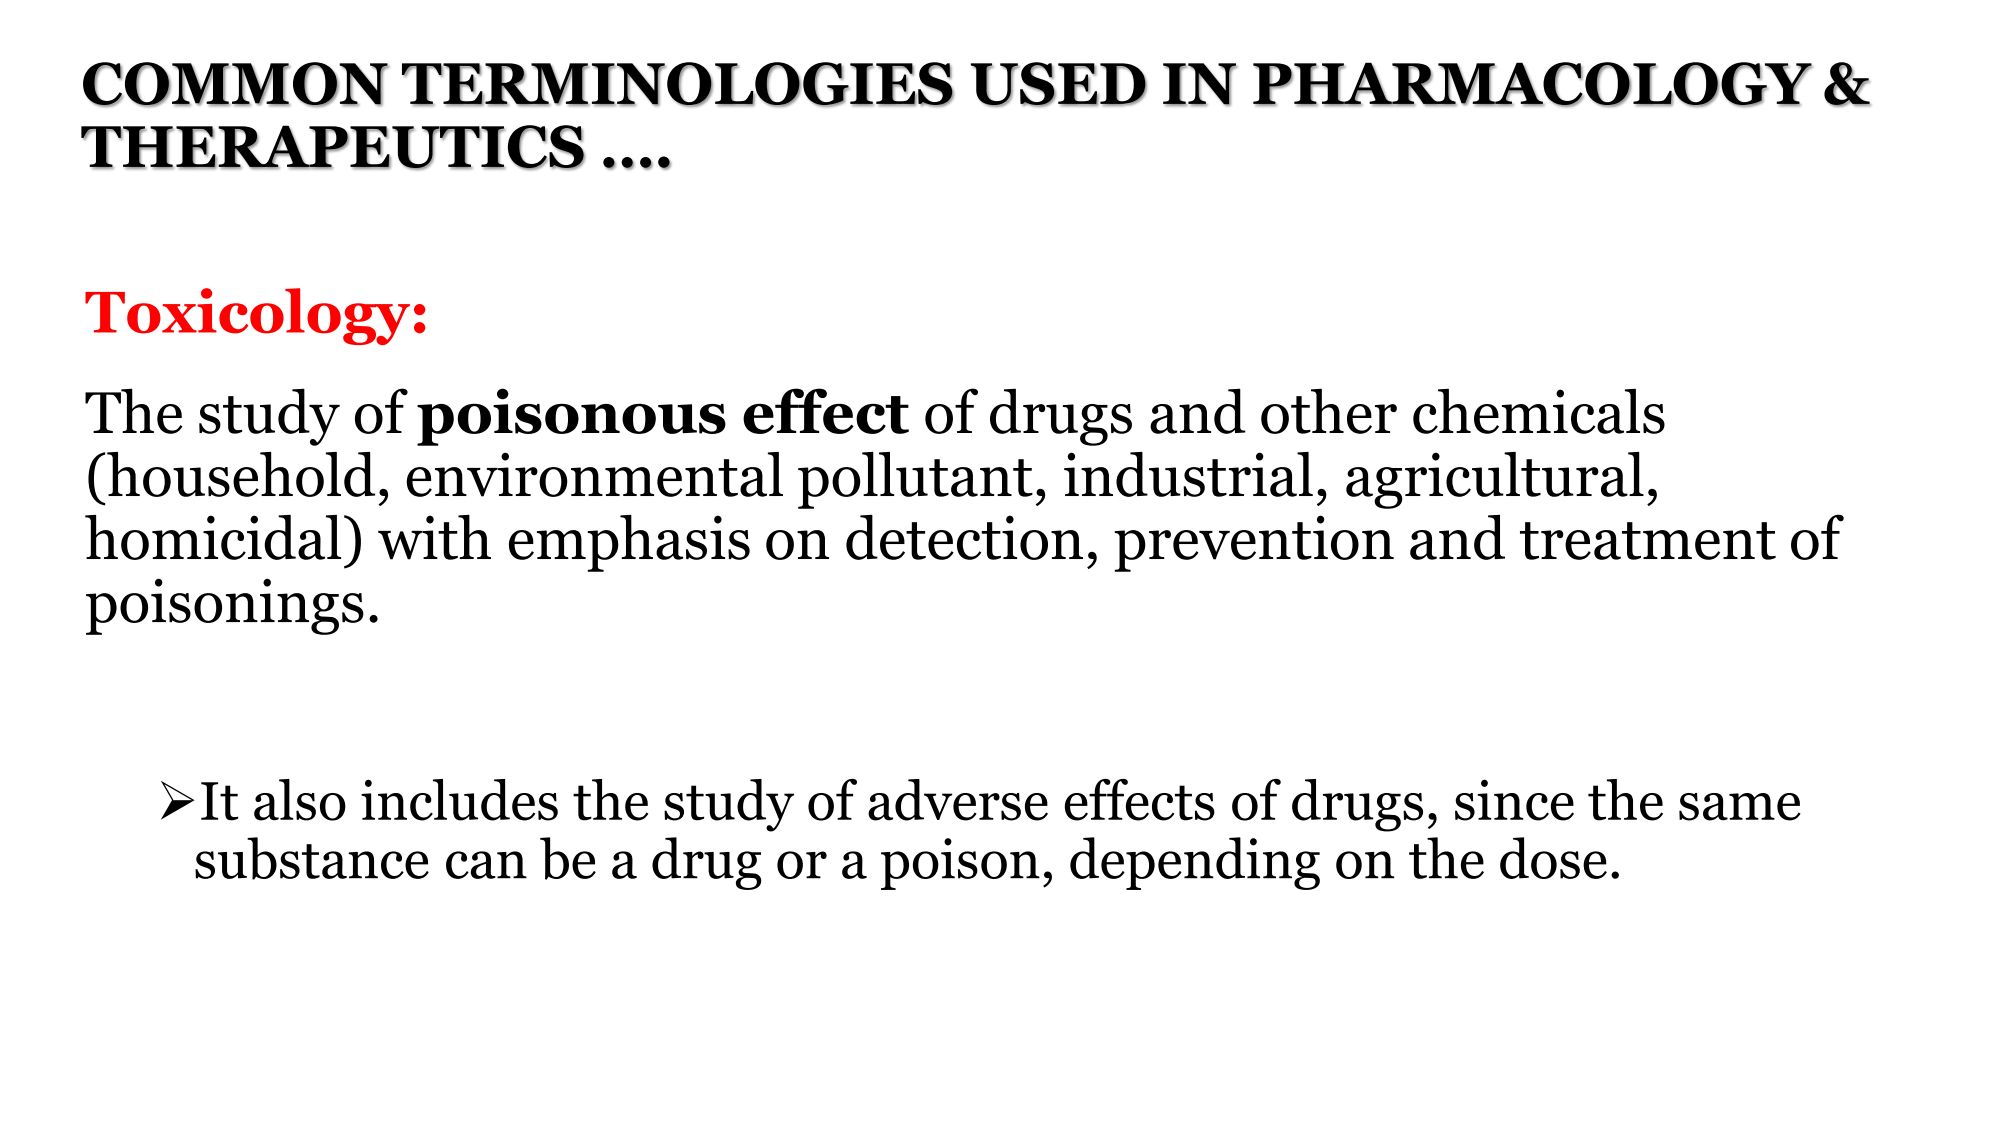 COMMON TERMINOLOGIES USED IN PHARMACOLOGY &
THERAPEUTICS ....
Toxicology:
The study of poisonous effect of drugs and other chemicals
(household, environmental pollutant, industrial, agricultural,
homicidal) with emphasis on detection, prevention and treatment of
poisonings.
➢It also includes the study of adverse effects of drugs, since the same
substance can be a drug or a poison, depending on the dose.